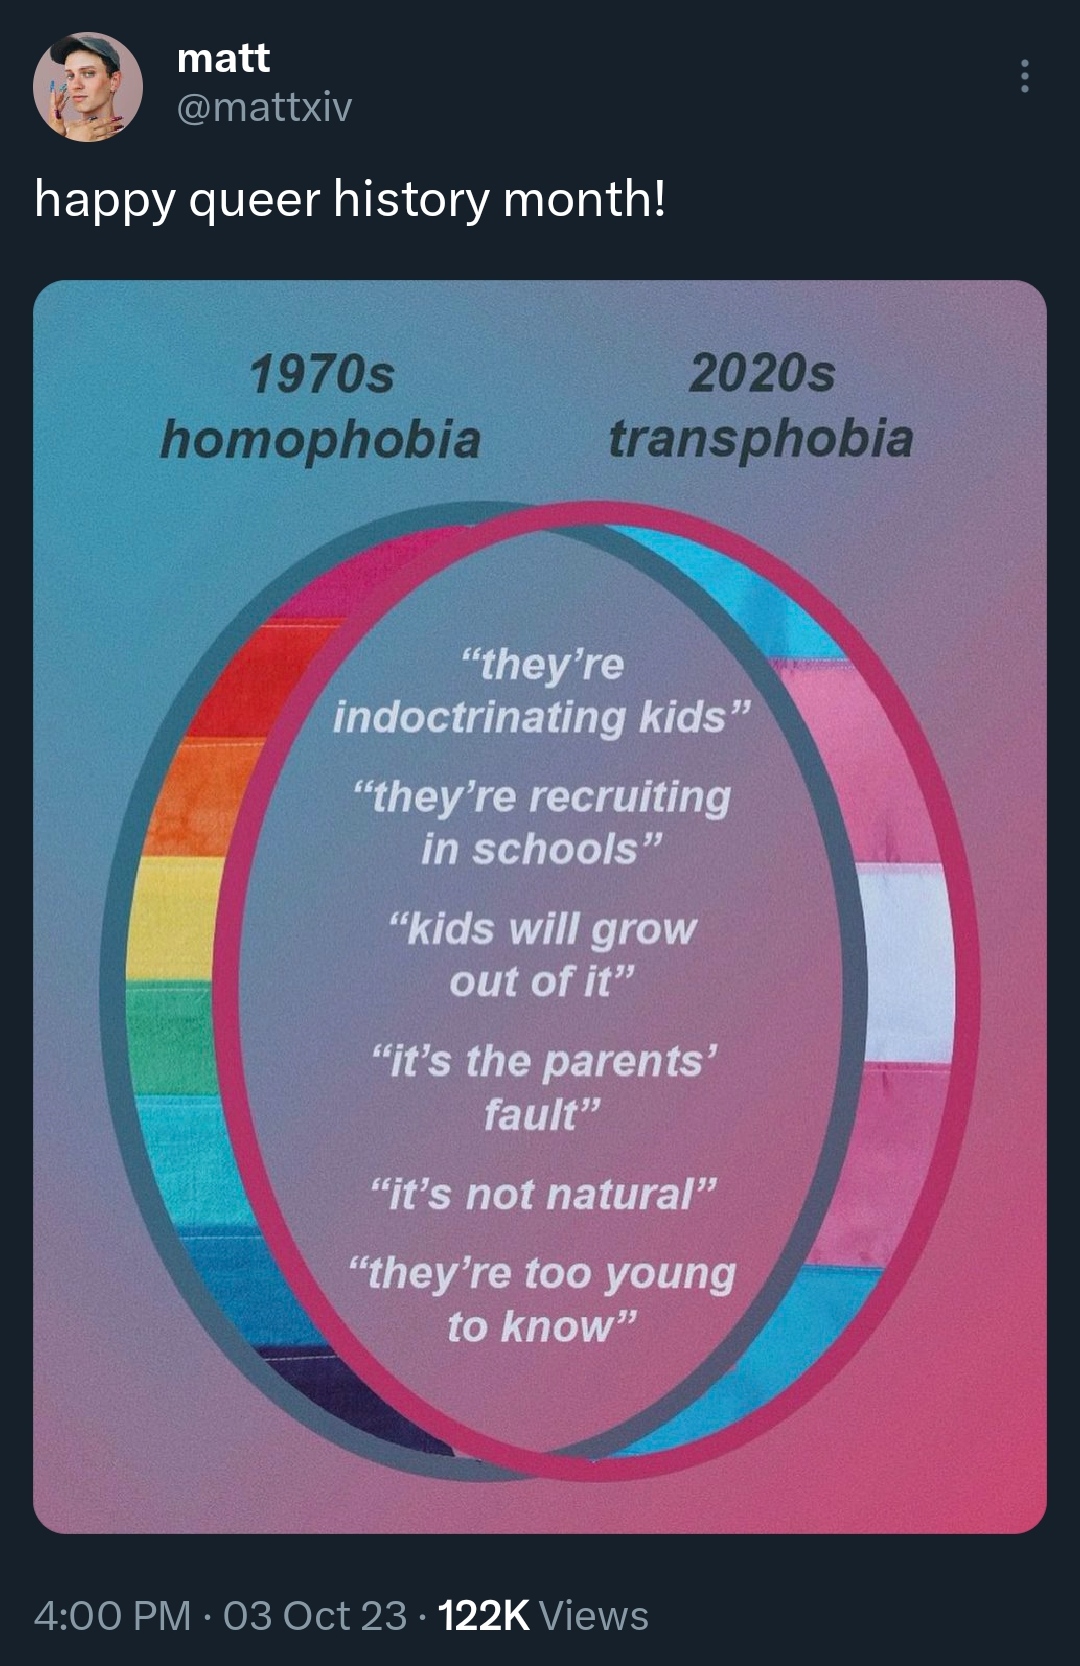 matt
@mattxiv
happy queer history month!
1970s
homophobia
2020s
transphobia
“they’re
indoctrinating kids”
“they’re recruiting
in schools”
“kids will grow
out of it”
“it’s the parents’
fault”
“it’s not natural”
“they’re too young
to know”
4:00 PM · 03 Oct 23 · 122K Views